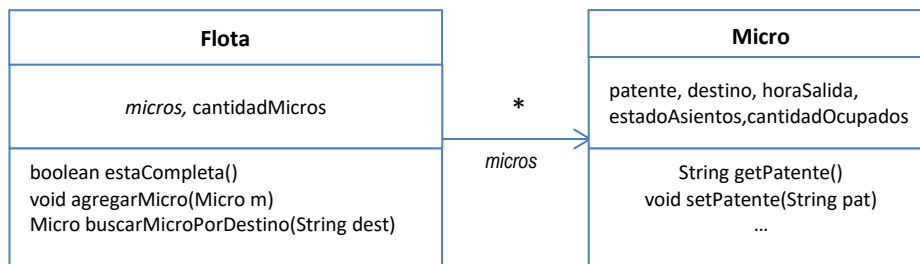 Flota
micros, cantidadMicros
boolean estaCompleta()
void agregarMicro(Micro m)
Micro buscarMicroPorDestino(String dest)
*
micros
Micro
patente, destino, horaSalida,
estadoAsientos,cantidadOcupados
String getPatente()
void setPatente(String pat)
...